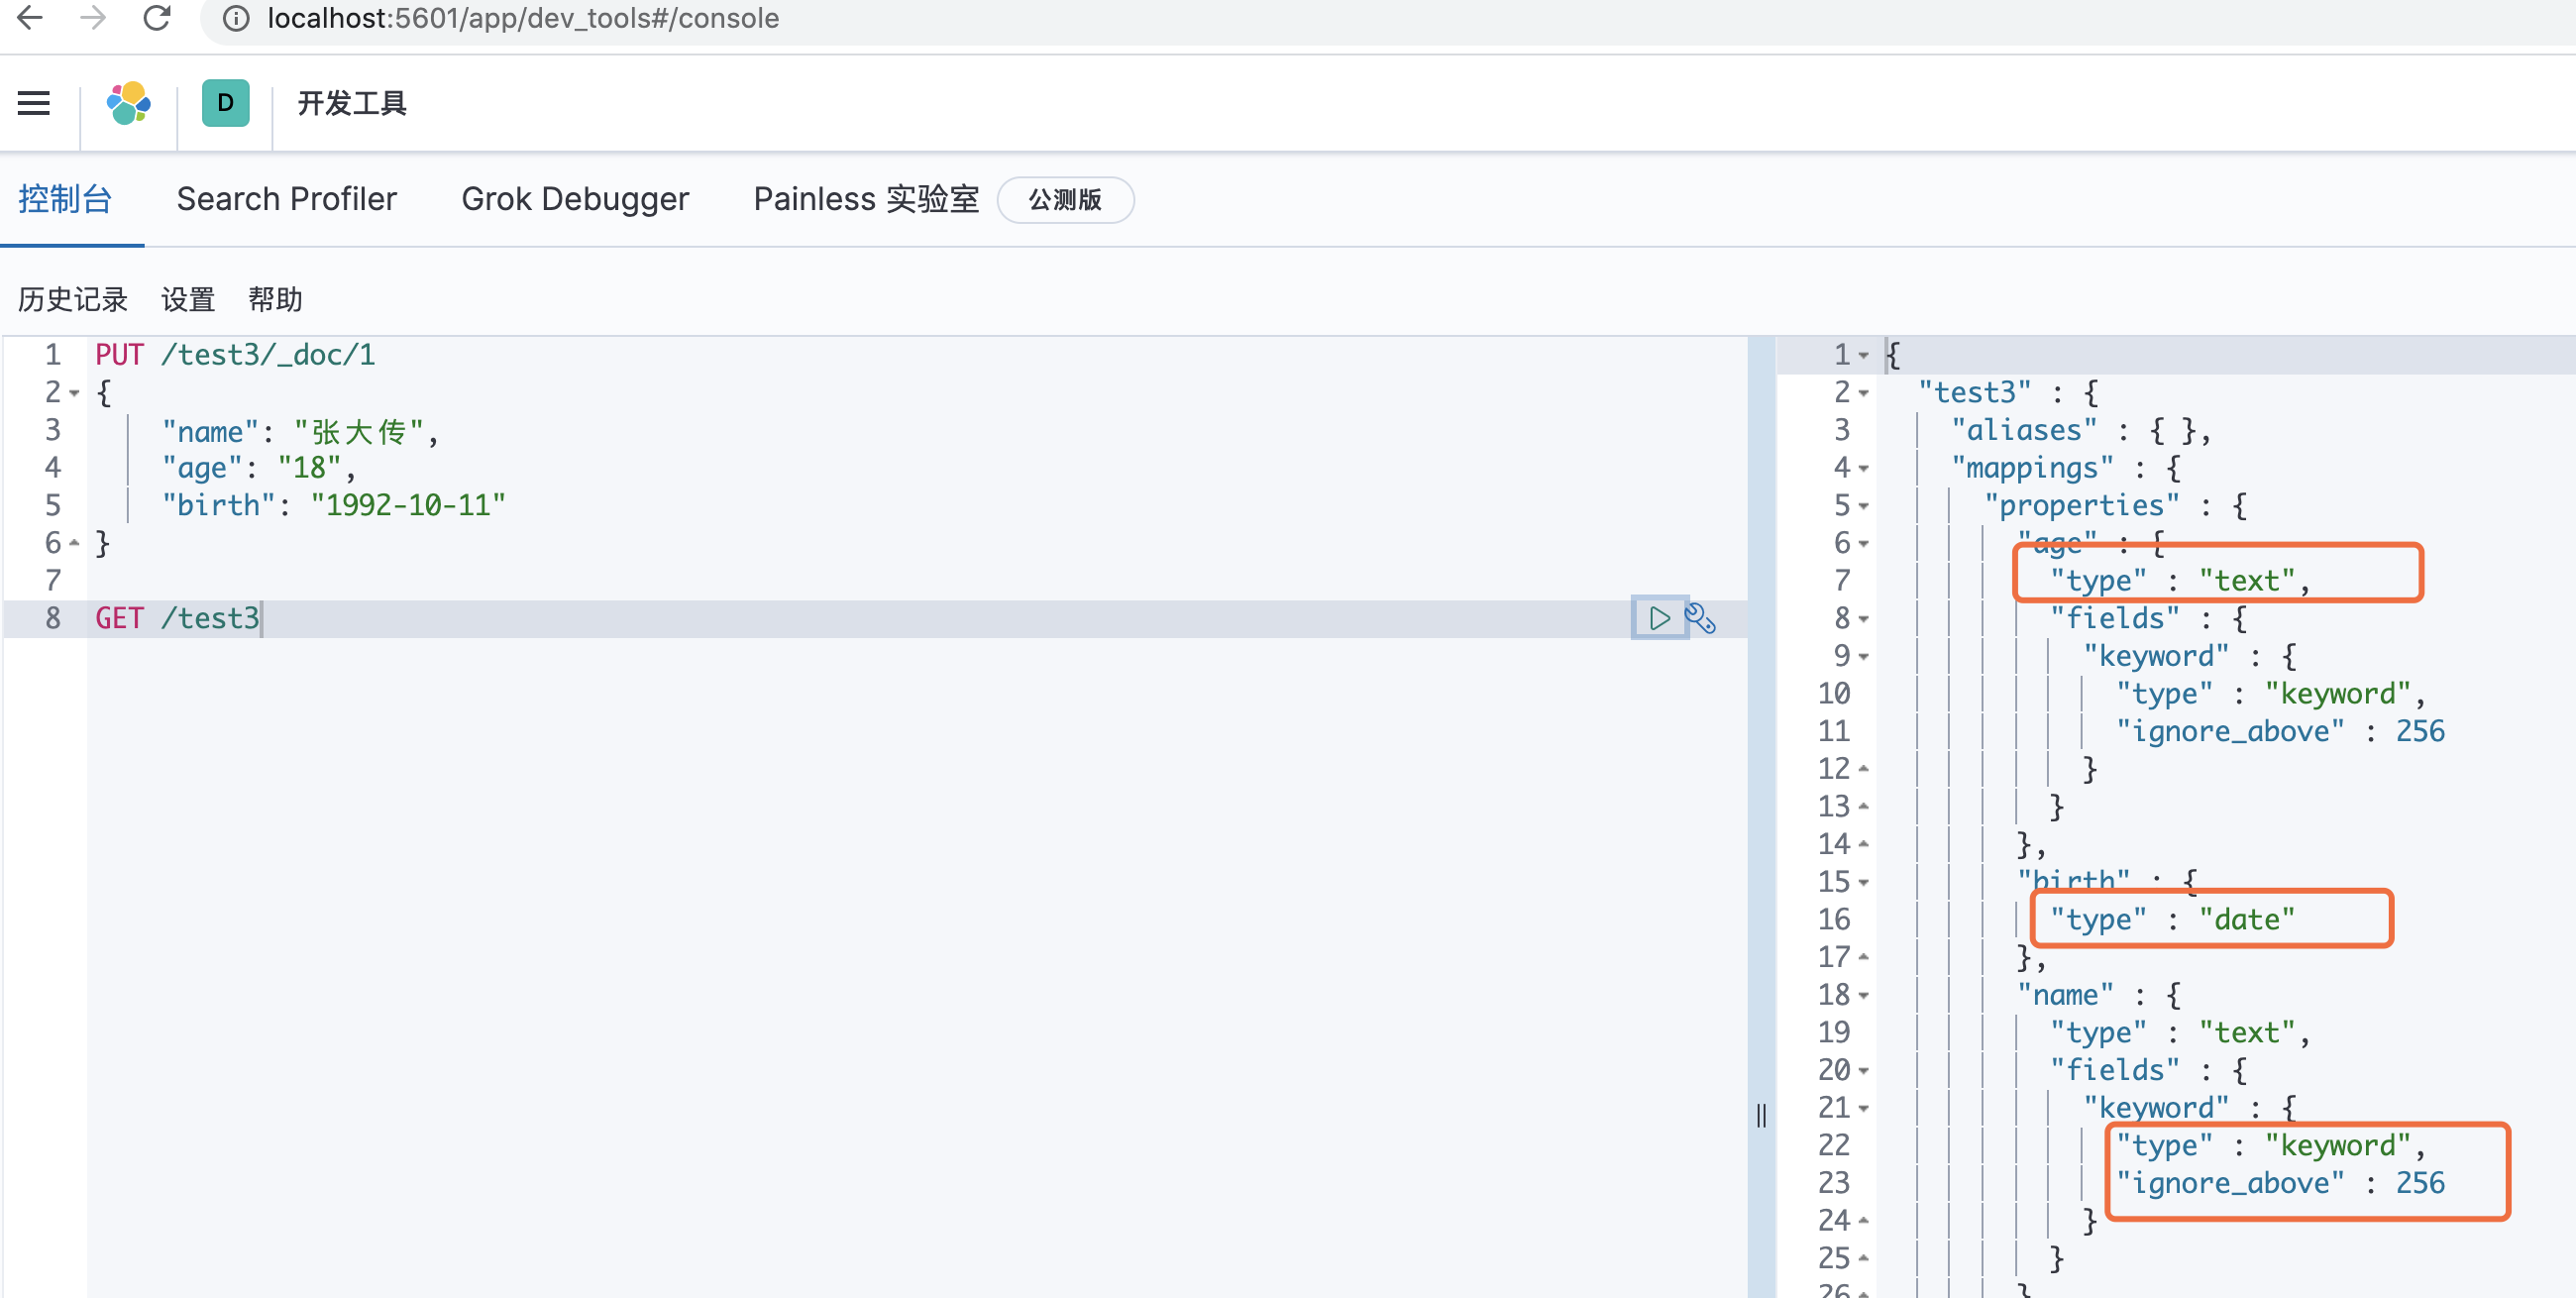 localhost:5601/app/dev_tools#/console
D 开发工具
控制台 Search Profiler Grok Debugger Painless 实验室 公测版
历史记录 设置 帮助
1 PUT /test3/_doc/1
2 {
3 "name": "张大传",
4 "age": "18",
5 "birth": "1992-10-11"
6 }
7
8 GET /test3
1 {
2 "test3" : {
3 "aliases" : { },
4 "mappings" : {
5 "properties" : {
6 "age" : {
7 "type" : "text",
8 "fields" : {
9 "keyword" : {
10 "type" : "keyword",
11 "ignore_above" : 256
12 }
13 }
14 },
15 "birth" : {
16 "type" : "date"
17 },
18 "name" : {
19 "type" : "text",
20 "fields" : {
21 "keyword" : {
22 "type" : "keyword",
23 "ignore_above" : 256
24 }
25 }
26 }